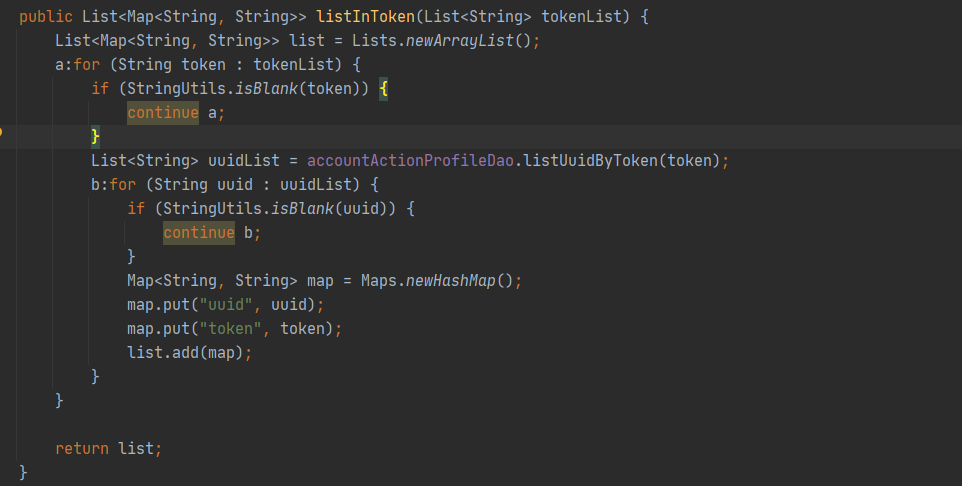 public List<Map<String, String>> listInToken(List<String> tokenList) {
    List<Map<String, String>> list = Lists.newArrayList();
    a:for (String token : tokenList) {
        if (StringUtils.isBlank(token)) {
            continue a;
        }
        List<String> uuidList = accountActionProfileDao.listUuidByToken(token);
        b:for (String uuid : uuidList) {
            if (StringUtils.isBlank(uuid)) {
                continue b;
            }
            Map<String, String> map = Maps.newHashMap();
            map.put("uuid", uuid);
            map.put("token", token);
            list.add(map);
        }
    }

    return list;
}